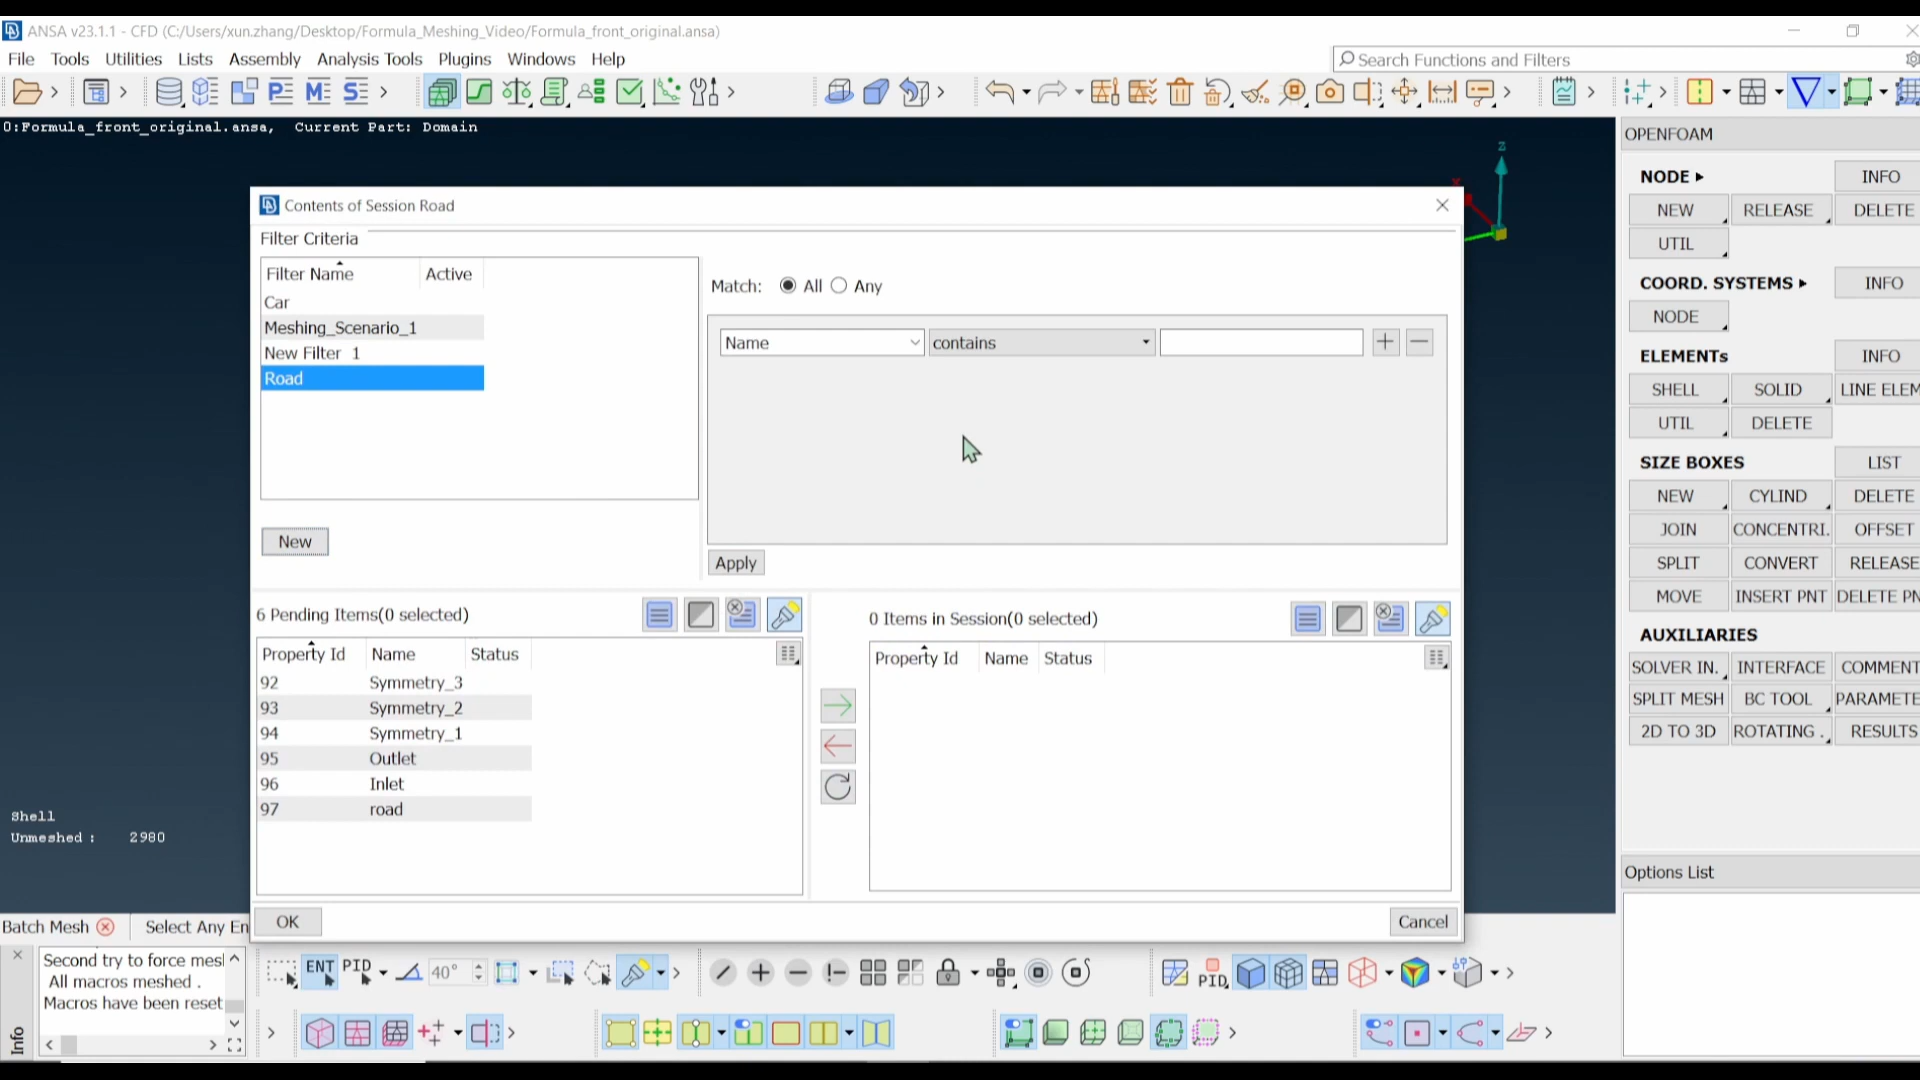 ANSA v23.1.1 - CFD (C:/Users/xun.zhang/Desktop/Formula_Meshing_Video/Formula_front_original.ansa)
File Tools Utilities Lists Assembly Analysis Tools Plugins Windows Help
Search Functions and Filters
0:Formula_front_original.ansa, Current Part: Domain
OPENFOAM
NODE INFO
NEW RELEASE DELETE
UTIL
COORD. SYSTEMS INFO
NODE
ELEMENTs INFO
SHELL SOLID LINE ELEM
UTIL DELETE
SIZE BOXES LIST
NEW CYLIND DELETE
JOIN CONCENTRI. OFFSET
SPLIT CONVERT RELEASE
MOVE INSERT PNT DELETE PN
AUXILIARIES
SOLVER IN. INTERFACE COMMENT
SPLIT MESH BC TOOL PARAMETE
2D TO 3D ROTATING . RESULTS
Options List
Z
X
Contents of Session Road
Filter Criteria
Filter Name Active
Car
Meshing_Scenario_1
New Filter 1
Road
New
Match: All Any
Name contains
Apply
6 Pending Items(0 selected)
Property Id Name Status
92 Symmetry_3
93 Symmetry_2
94 Symmetry_1
95 Outlet
96 Inlet
97 road
0 Items in Session(0 selected)
Property Id Name Status
OK Cancel
Shell
Unmeshed : 2980
Batch Mesh Select Any En
Second try to force mesl
All macros meshed .
Macros have been reset
Info
ENT PID 40°
PID